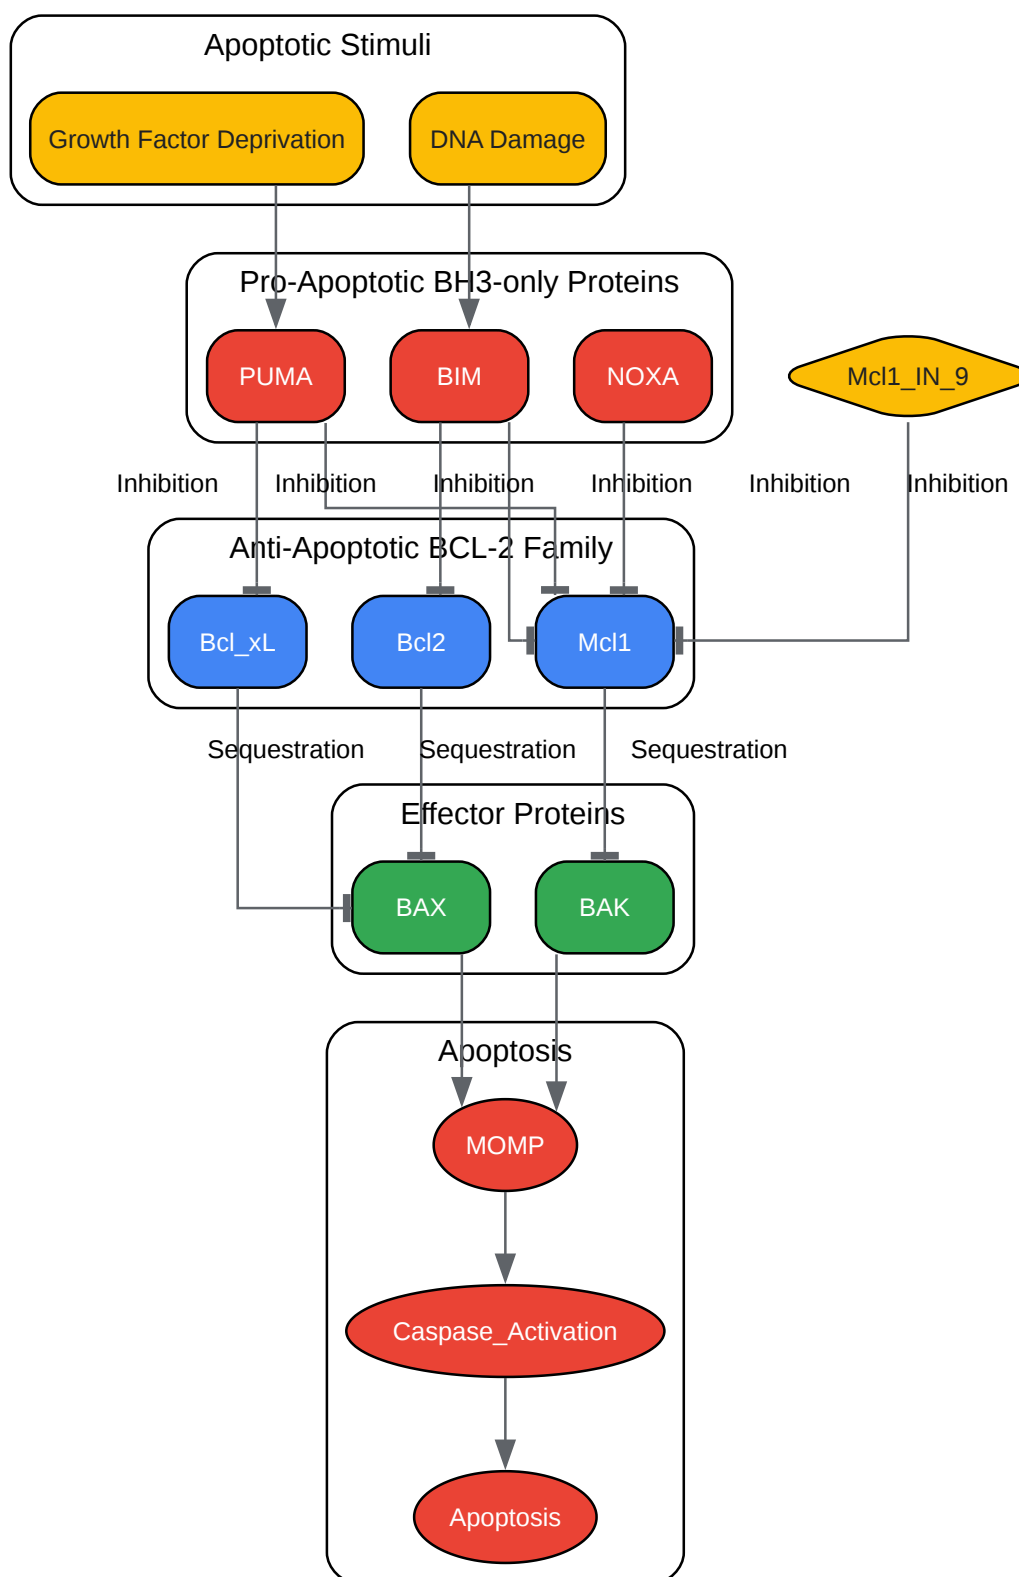 Apoptotic Stimuli
Growth Factor Deprivation
DNA Damage
Pro-Apoptotic BH3-only Proteins
PUMA
BIM
NOXA
Mcl1_IN_9
Inhibition
Inhibition
Inhibition
Inhibition
Inhibition
Inhibition
Anti-Apoptotic BCL-2 Family
Bcl_xL
Bcl2
Mcl1
Sequestration
Sequestration
Sequestration
Effector Proteins
BAX
BAK
Apoptosis
MOMP
Caspase_Activation
Apoptosis